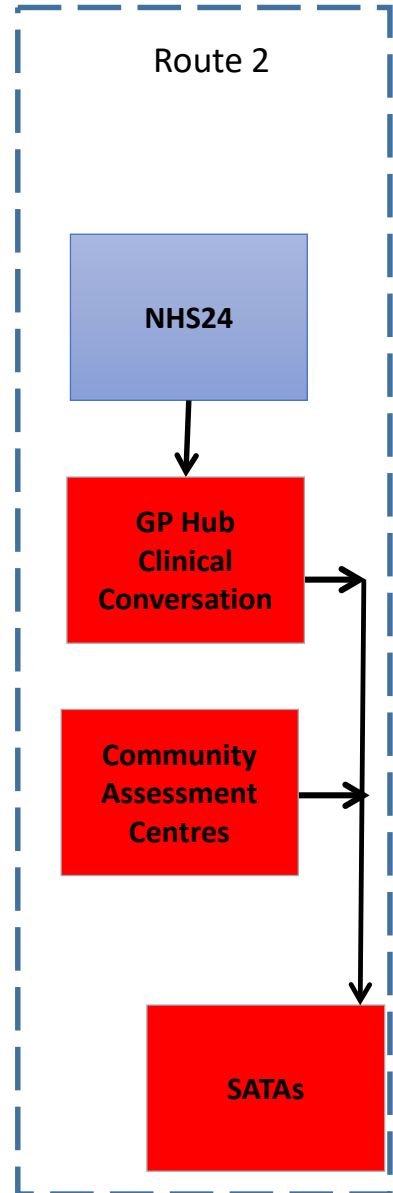 Route 2
NHS24
GP Hub
Clinical
Conversation
Community
Assessment
Centres
SATAs